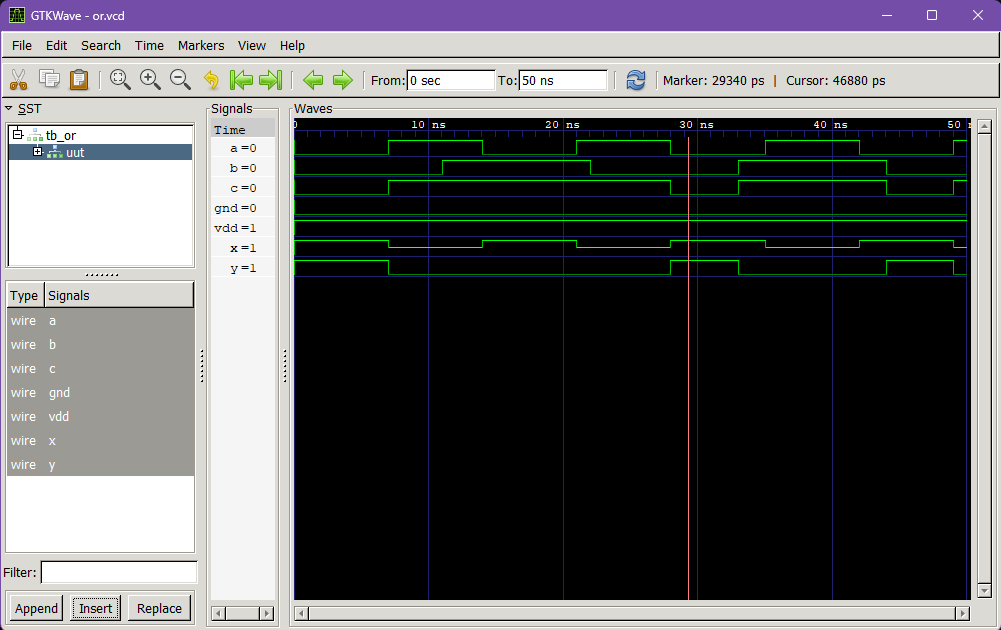 GTKWave - or.vcd
File Edit Search Time Markers View Help
From: 0 sec To: 50 ns Marker: 29340 ps | Cursor: 46880 ps
SST
tb_or
uut
Type Signals
wire a
wire b
wire c
wire gnd
wire vdd
wire x
wire y
Filter:
Append Insert Replace
Signals
Time
a=0
b=0
c=0
gnd=0
vdd=1
x=1
y=1
Waves
0 10 ns 20 ns 30 ns 40 ns 50